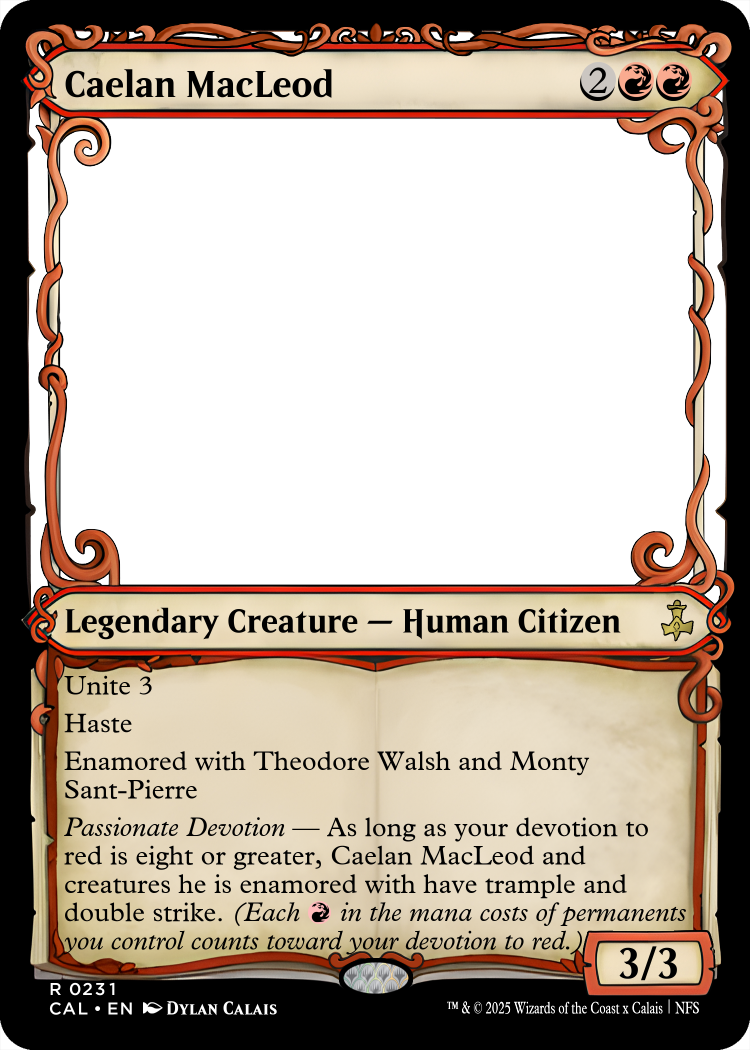 Caelan MacLeod 2
Legendary Creature — Human Citizen
Unite 3
Haste
Enamored with Theodore Walsh and Monty
Sant-Pierre
Passionate Devotion — As long as your devotion to
red is eight or greater, Caelan MacLeod and
creatures he is enamored with have trample and
double strike. (Each in the mana costs of permanents
you control counts toward your devotion to red.)
3/3
R 0231
CAL • EN DYLAN CALAIS
™ & © 2025 Wizards of the Coast x Calais | NFS